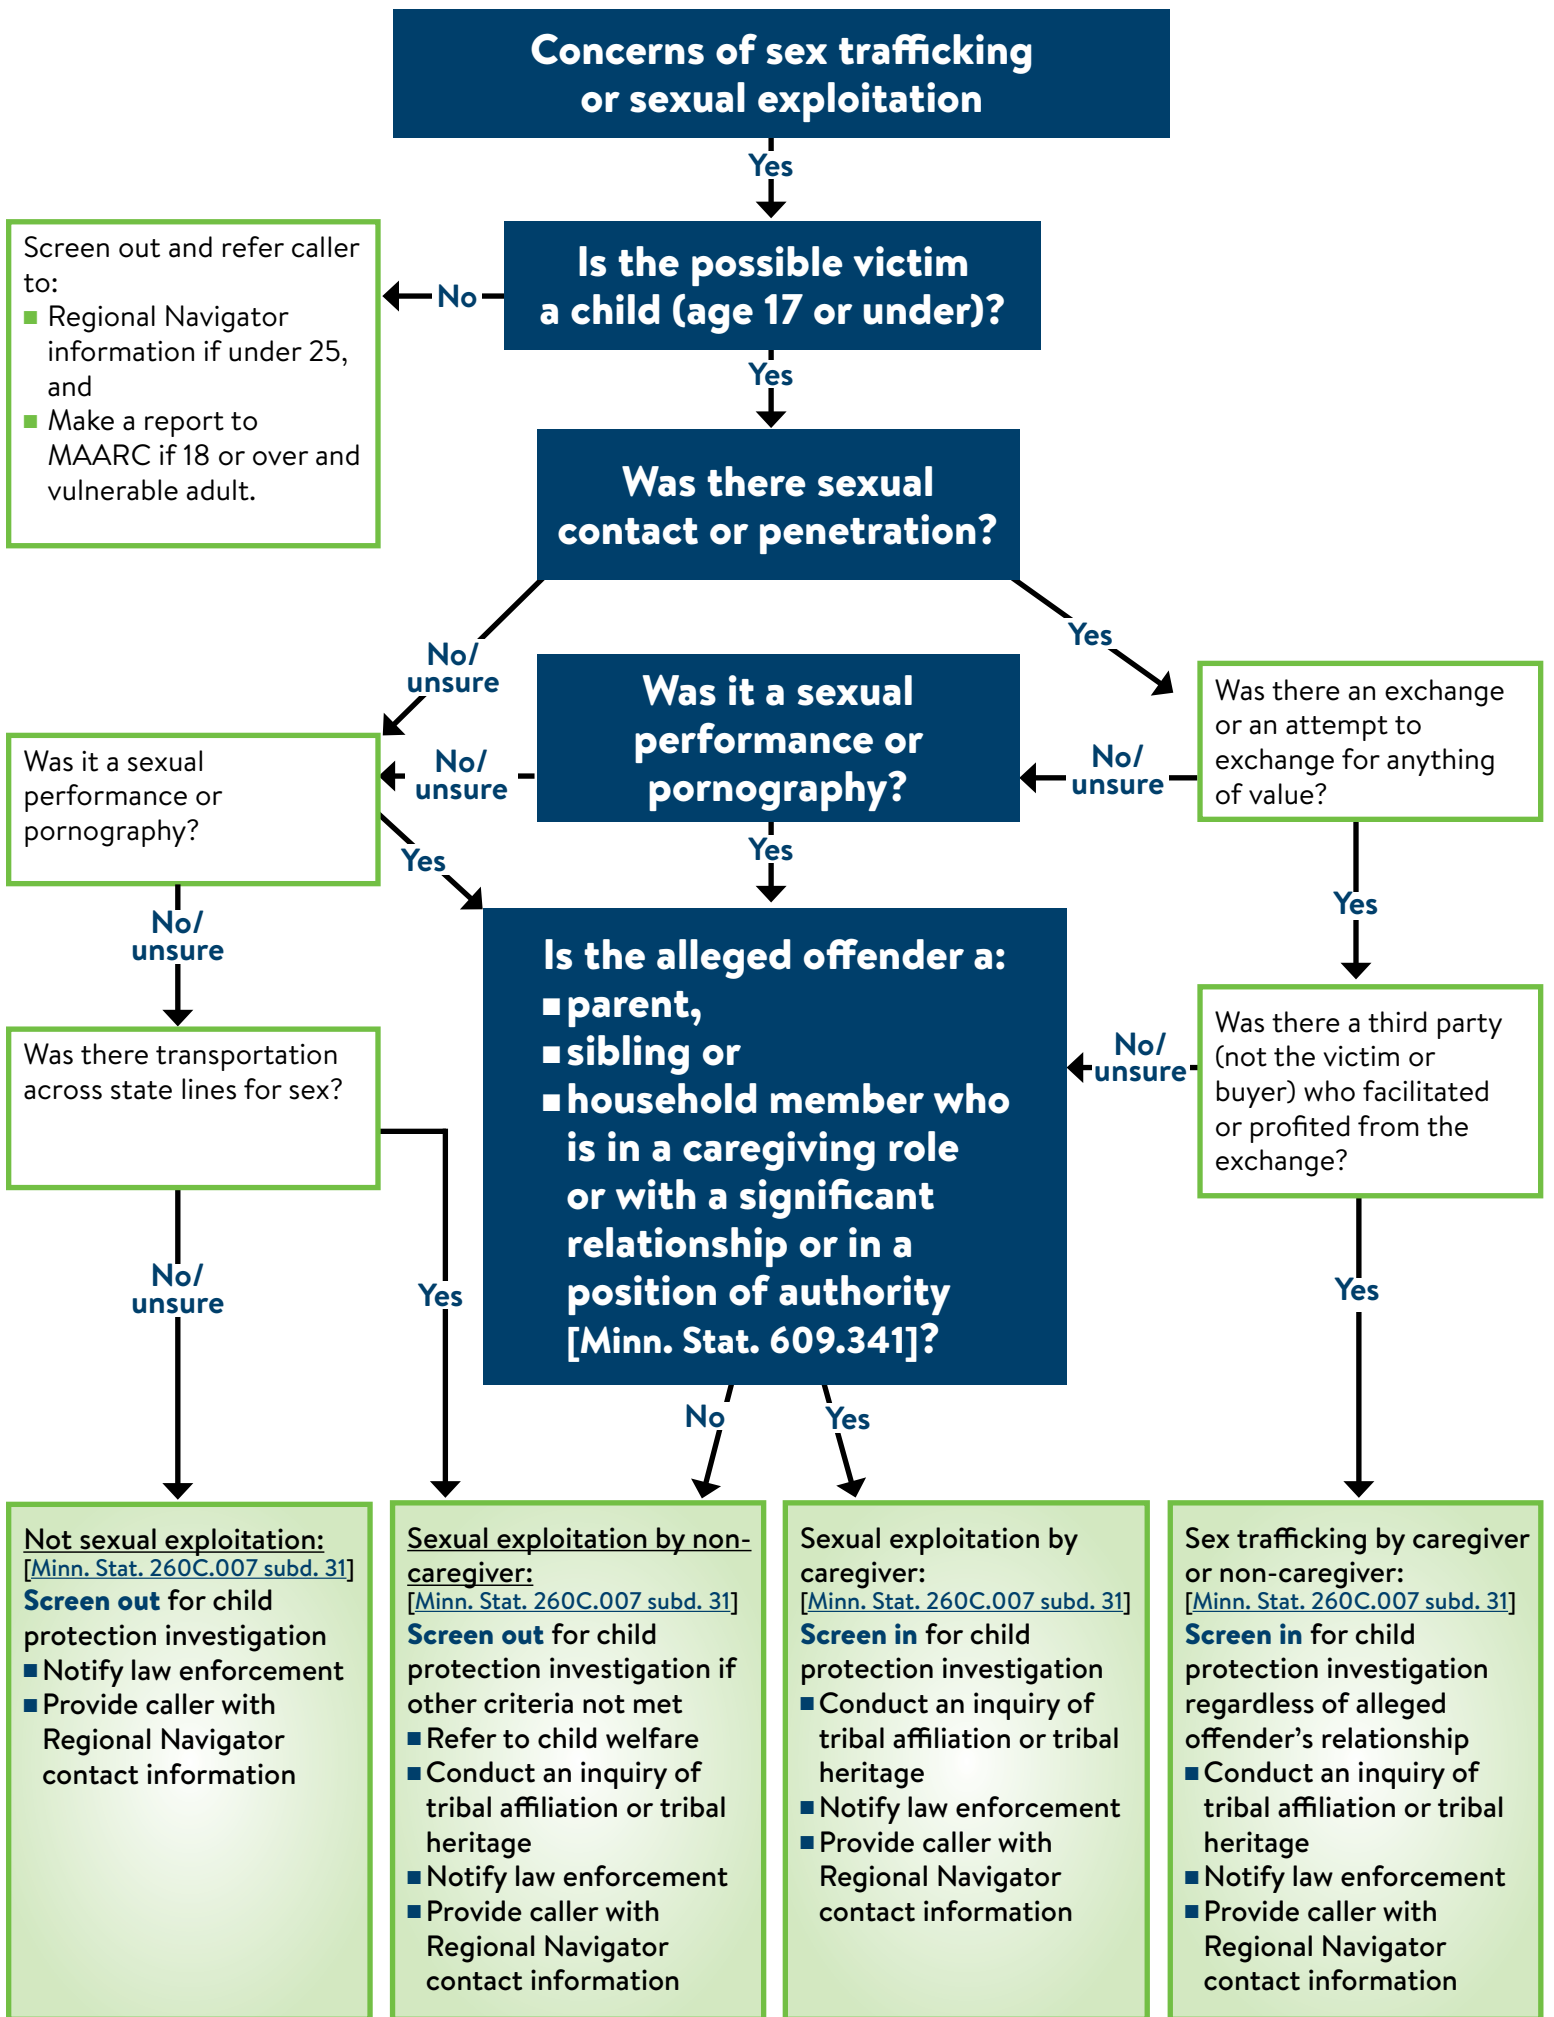 Concerns of sex trafficking
or sexual exploitation
Yes
Is the possible victim
a child (age 17 or under)?
No
Screen out and refer caller
to:
■ Regional Navigator
information if under 25,
and
■ Make a report to
MAARC if 18 or over and
vulnerable adult.
Yes
Was there sexual
contact or penetration?
No/
unsure
Yes
Was there an exchange
or an attempt to
exchange for anything
of value?
No/
unsure
Was it a sexual
performance or
pornography?
No/
unsure
Was it a sexual
performance or
pornography?
Yes
Yes
Yes
No/
unsure
Was there transportation
across state lines for sex?
Is the alleged offender a:
■ parent,
■ sibling or
■ household member who
is in a caregiving role
or with a significant
relationship or in a
position of authority
[Minn. Stat. 609.341]?
No/
unsure
Was there a third party
(not the victim or
buyer) who facilitated
or profited from the
exchange?
No/
unsure
Yes
No
Yes
Yes
Not sexual exploitation:
[Minn. Stat. 260C.007 subd. 31]
Screen out for child
protection investigation
■ Notify law enforcement
■ Provide caller with
Regional Navigator
contact information
Sexual exploitation by non-
caregiver:
[Minn. Stat. 260C.007 subd. 31]
Screen out for child
protection investigation if
other criteria not met
■ Refer to child welfare
■ Conduct an inquiry of
tribal affiliation or tribal
heritage
■ Notify law enforcement
■ Provide caller with
Regional Navigator
contact information
Sexual exploitation by
caregiver:
[Minn. Stat. 260C.007 subd. 31]
Screen in for child
protection investigation
■ Conduct an inquiry of
tribal affiliation or tribal
heritage
■ Notify law enforcement
■ Provide caller with
Regional Navigator
contact information
Sex trafficking by caregiver
or non-caregiver:
[Minn. Stat. 260C.007 subd. 31]
Screen in for child
protection investigation
regardless of alleged
offender's relationship
■ Conduct an inquiry of
tribal affiliation or tribal
heritage
■ Notify law enforcement
■ Provide caller with
Regional Navigator
contact information